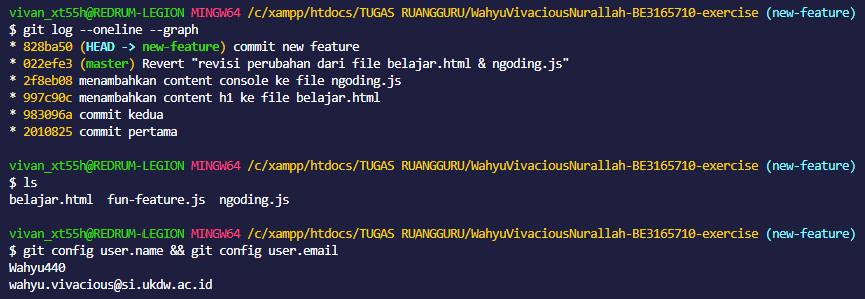 vivan_xt55h@REDRUM-LEGION MINGW64 /c/xampp/htdocs/TUGAS RUANGGURU/WahyuVivaciousNurallah-BE3165710-exercise (new-feature)
$ git log --oneline --graph
* 828ba50 (HEAD -> new-feature) commit new feature
* 022efe3 (master) Revert "revisi perubahan dari file belajar.html & ngoding.js"
* 2f8eb08 menambahkan content console ke file ngoding.js
* 997c90c menambahkan content h1 ke file belajar.html
* 983096a commit kedua
* 2010825 commit pertama
vivan_xt55h@REDRUM-LEGION MINGW64 /c/xampp/htdocs/TUGAS RUANGGURU/WahyuVivaciousNurallah-BE3165710-exercise (new-feature)
$ ls
belajar.html  fun-feature.js  ngoding.js
vivan_xt55h@REDRUM-LEGION MINGW64 /c/xampp/htdocs/TUGAS RUANGGURU/WahyuVivaciousNurallah-BE3165710-exercise (new-feature)
$ git config user.name && git config user.email
Wahyu440
wahyu.vivacious@si.ukdw.ac.id